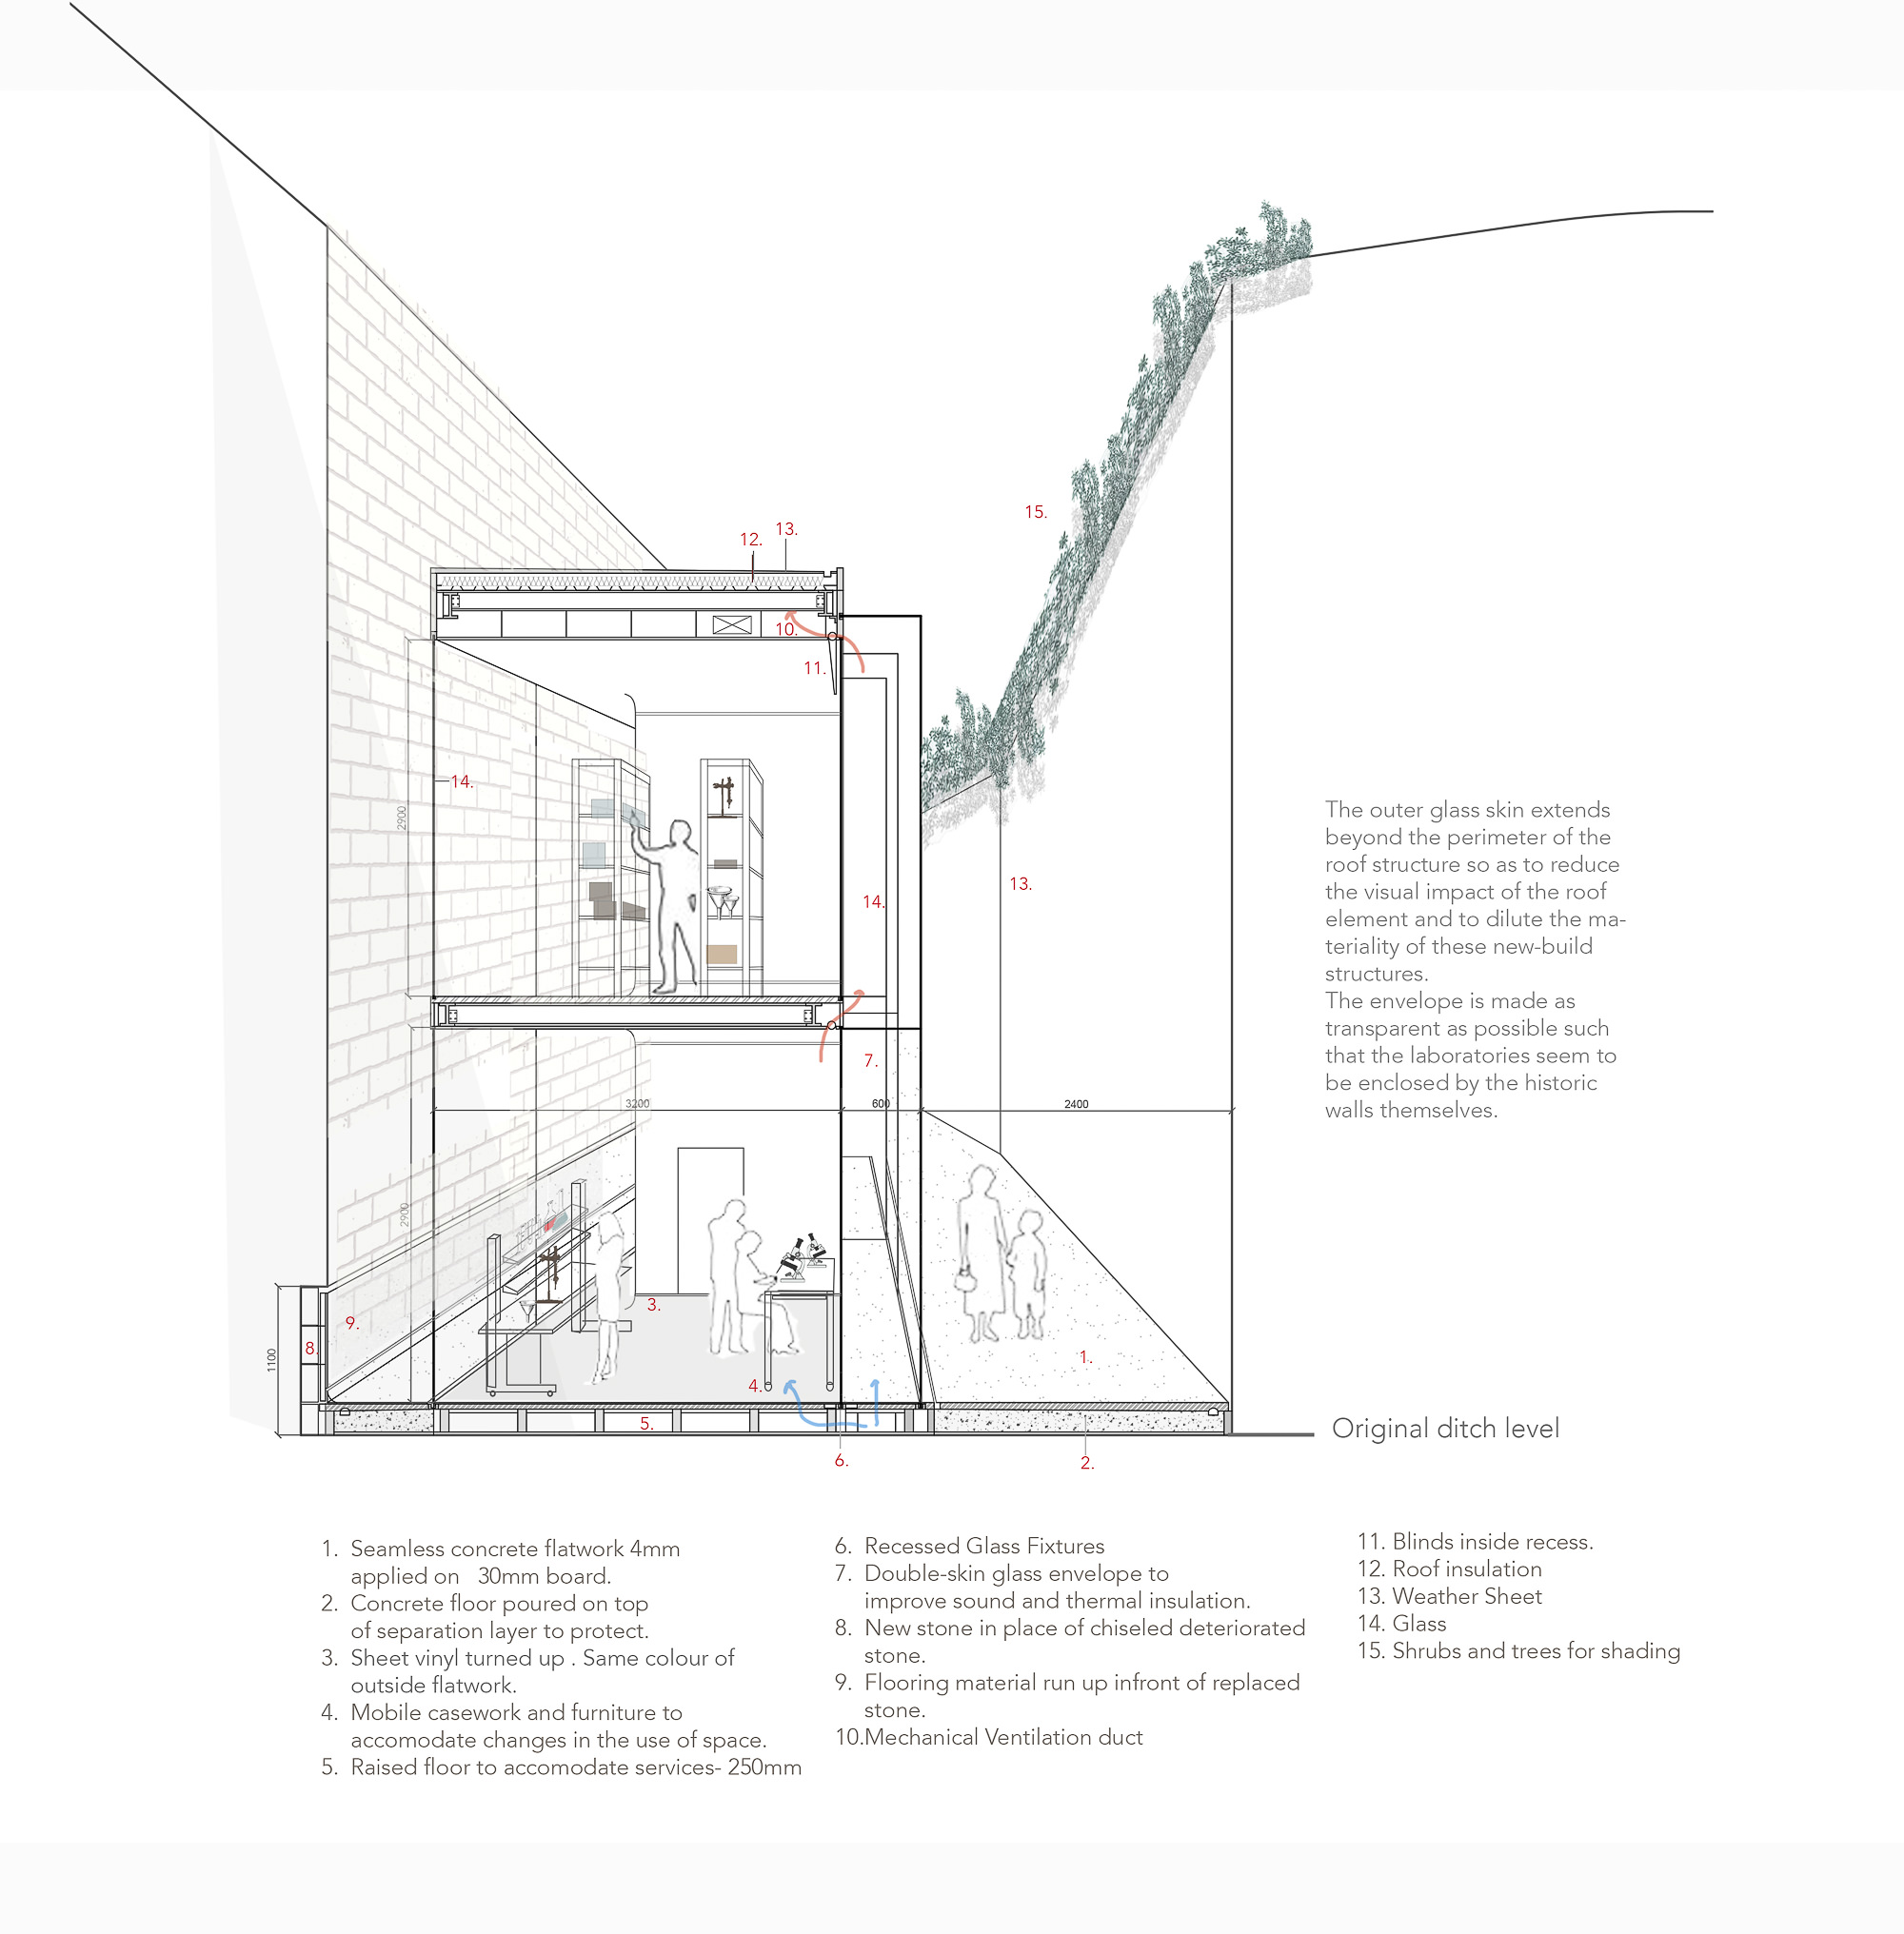 12.
13.
15.
10.
11.
14.
2900
14.
13.
The outer glass skin extends
beyond the perimeter of the
roof structure so as to reduce
the visual impact of the roof
element and to dilute the ma-
teriality of these new-build
structures.
The envelope is made as
transparent as possible such
that the laboratories seem to
be enclosed by the historic
walls themselves.
7.
3200
600
2400
2900
3.
9.
8.
1100
1.
4.
5.
Original ditch level
6.
2.
1. Seamless concrete flatwork 4mm
applied on 30mm board.
2. Concrete floor poured on top
of separation layer to protect.
3. Sheet vinyl turned up . Same colour of
outside flatwork.
4. Mobile casework and furniture to
accomodate changes in the use of space.
5. Raised floor to accomodate services- 250mm
6. Recessed Glass Fixtures
7. Double-skin glass envelope to
improve sound and thermal insulation.
8. New stone in place of chiseled deteriorated
stone.
9. Flooring material run up infront of replaced
stone.
10.Mechanical Ventilation duct
11. Blinds inside recess.
12. Roof insulation
13. Weather Sheet
14. Glass
15. Shrubs and trees for shading